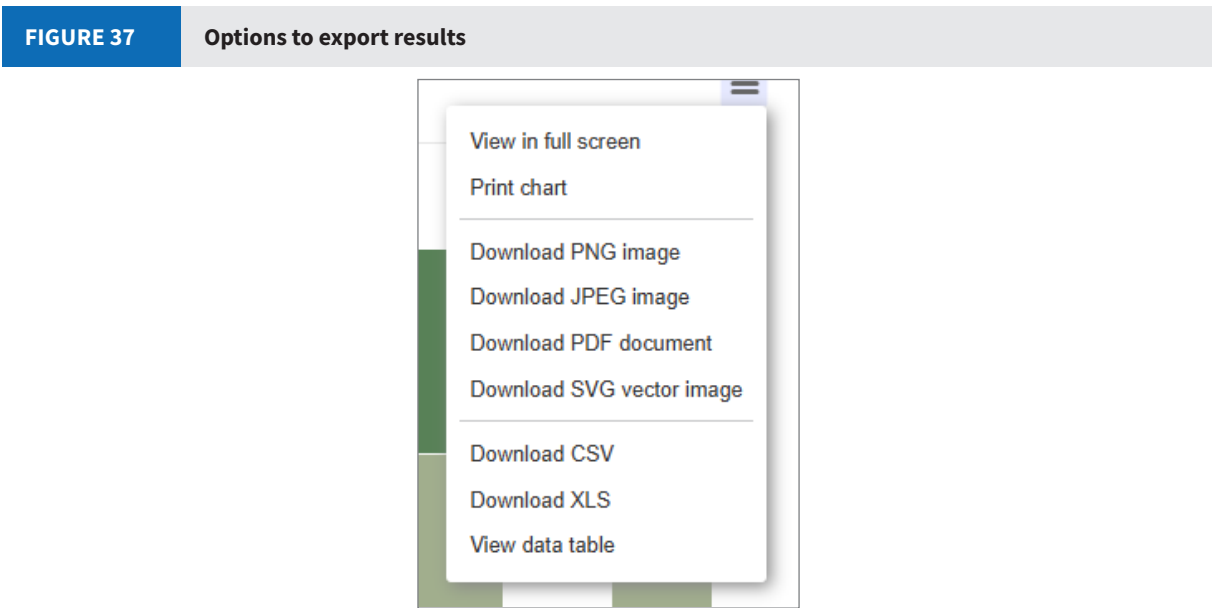 FIGURE 37 Options to export results
View in full screen
Print chart
Download PNG image
Download JPEG image
Download PDF document
Download SVG vector image
Download CSV
Download XLS
View data table